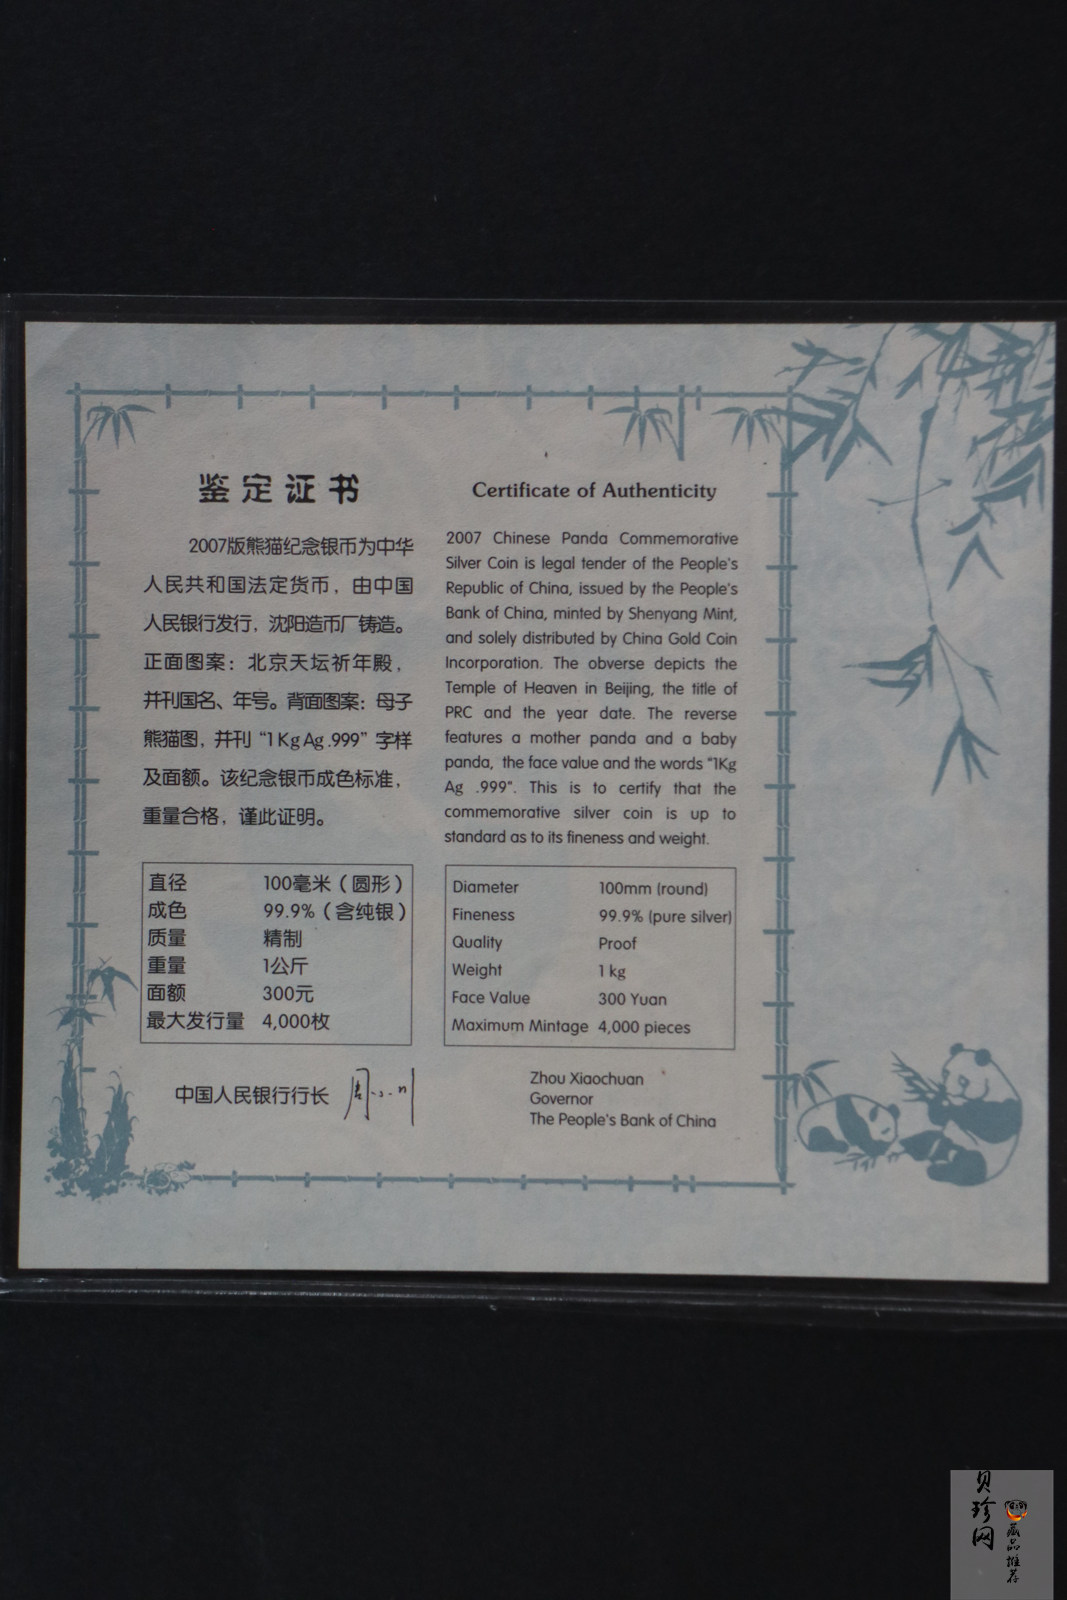 鉴定证书
2007版熊猫纪念银币为中华
人民共和国法定货币，由中国
人民银行发行，沈阳造币厂铸造。
正面图案：北京天坛祈年殿，
并刊国名、年号。背面图案：母子
熊猫图，并刊“1KgAg.999”字样
及面额。该纪念银币成色标准，
重量合格，谨此证明。
直径 100毫米（圆形）
成色 99.9%（含纯银）
质量 精制
重量 1公斤
面额 300元
最大发行量 4,000枚
中国人民银行行长 周小川
Certificate of Authenticity
2007 Chinese Panda Commemorative
Silver Coin is legal tender of the People's
Republic of China, issued by the People's
Bank of China, minted by Shenyang Mint,
and solely distributed by China Gold Coin
Incorporation. The obverse depicts the
Temple of Heaven in Beijing, the title of
PRC and the year date. The reverse
features a mother panda and a baby
panda, the face value and the words "1Kg
Ag .999". This is to certify that the
commemorative silver coin is up to
standard as to its fineness and weight.
Diameter 100mm (round)
Fineness 99.9% (pure silver)
Quality Proof
Weight 1 kg
Face Value 300 Yuan
Maximum Mintage 4,000 pieces
Zhou Xiaochuan
Governor
The People's Bank of China
贝珍网
藏品推荐